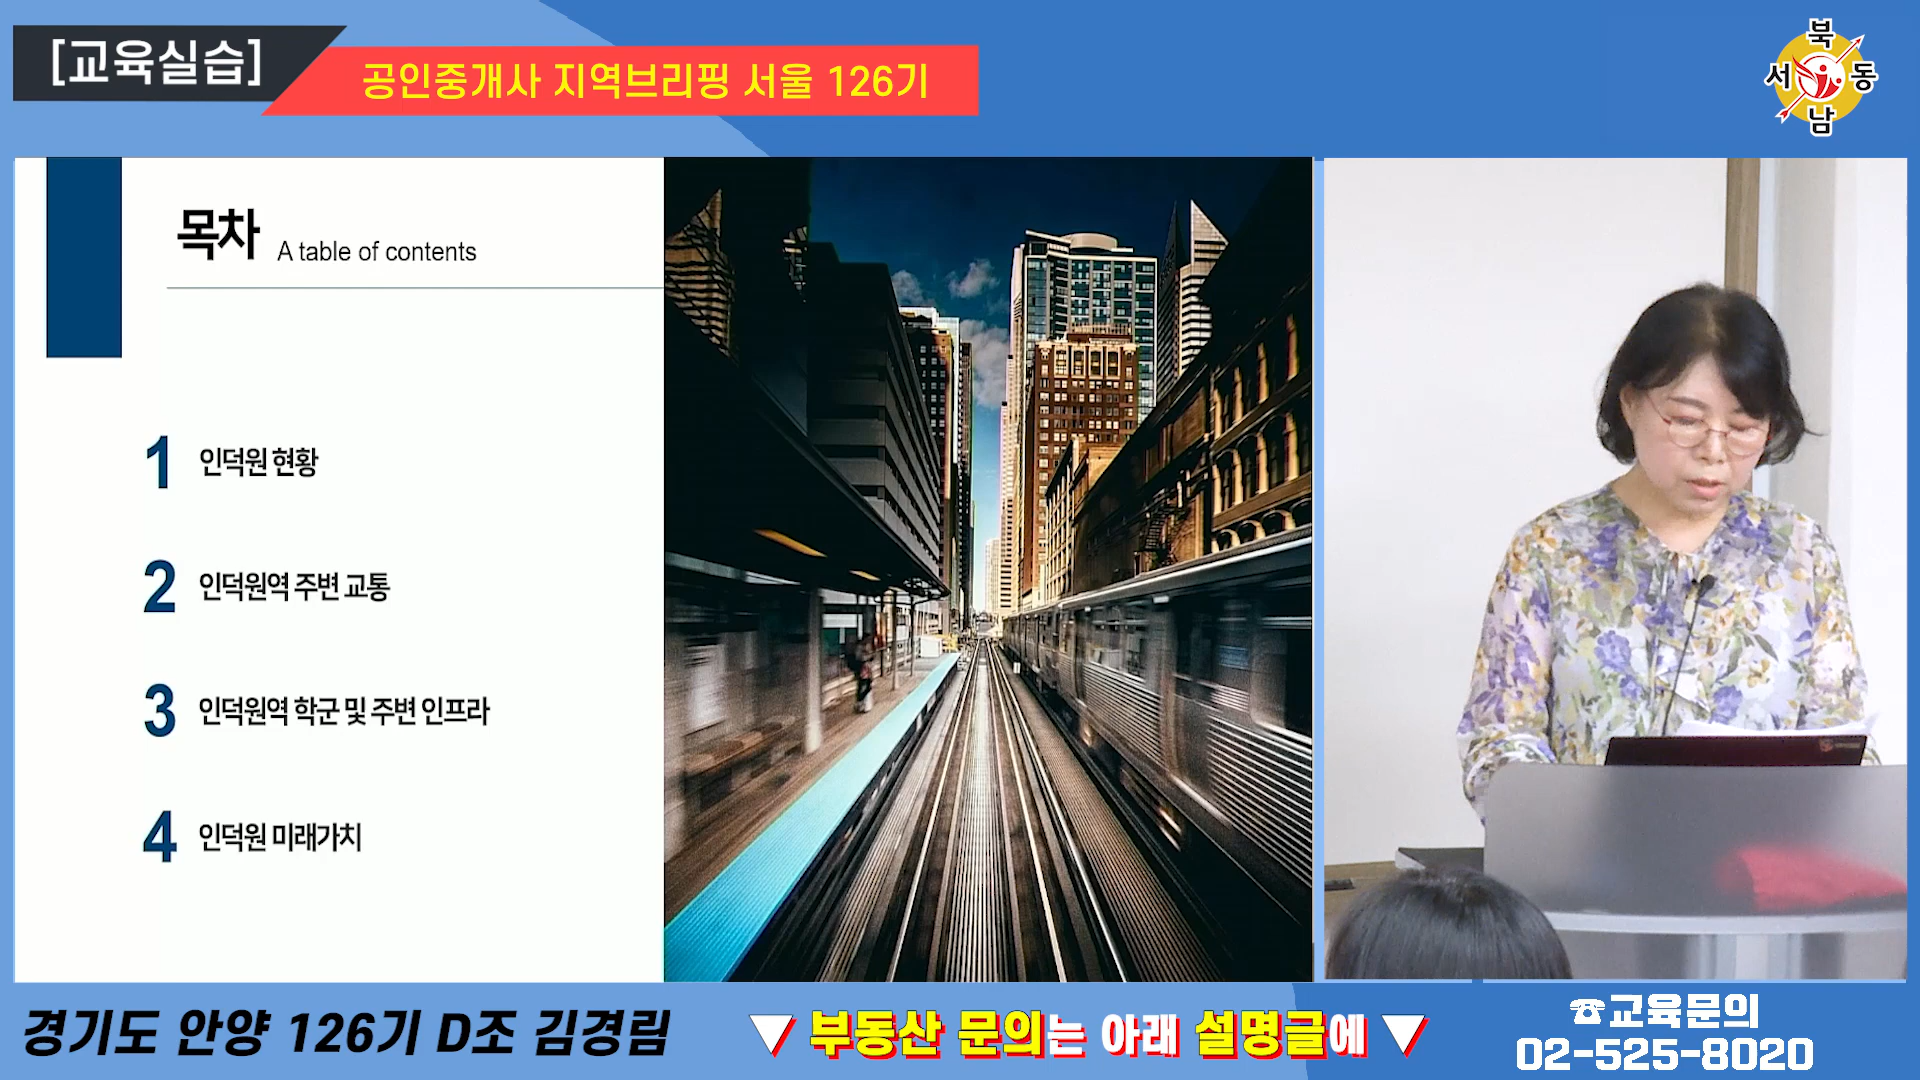 [교육실습]
공인중개사 지역브리핑 서울 126기
북
서 동
남
목차 A table of contents
1 인덕원 현황
2 인덕원역 주변 교통
3 인덕원역 학군 및 주변 인프라
4 인덕원 미래가치
경기도 안양 126기 D조 김경림
▼ 부동산 문의는 아래 설명글에 ▼
☎교육문의
02-525-8020